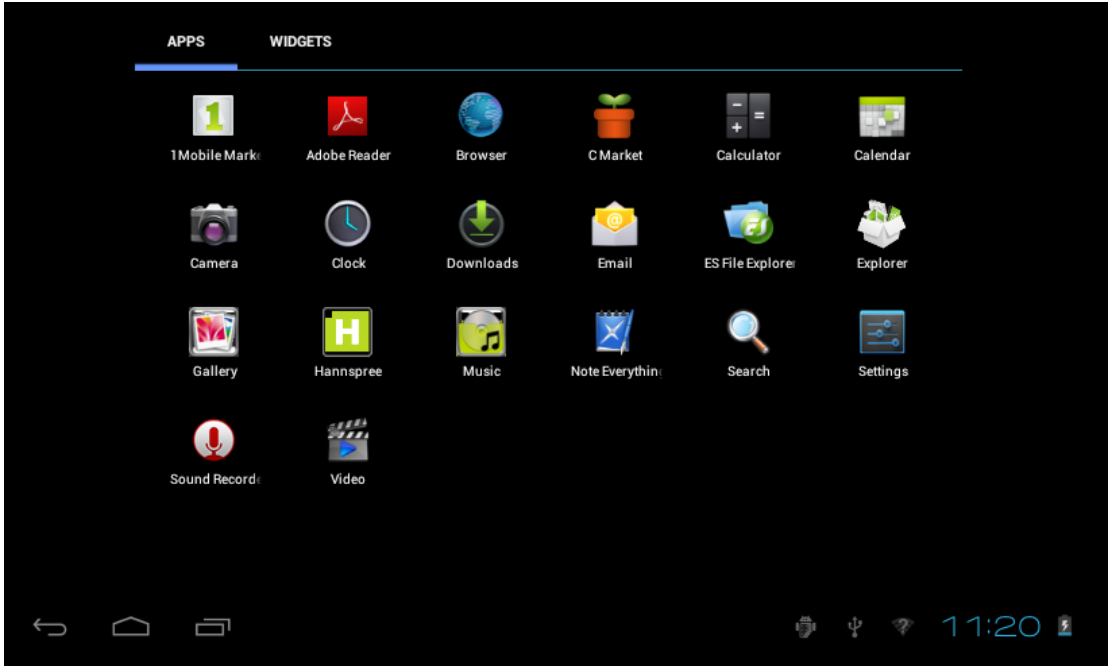 APPS WIDGETS
1Mobile Marke Adobe Reader Browser C Market Calculator Calendar
Camera Clock Downloads Email ES File Explorer Explorer
Gallery Hannspree Music Note Everything Search Settings
Sound Recorde Video
11:20